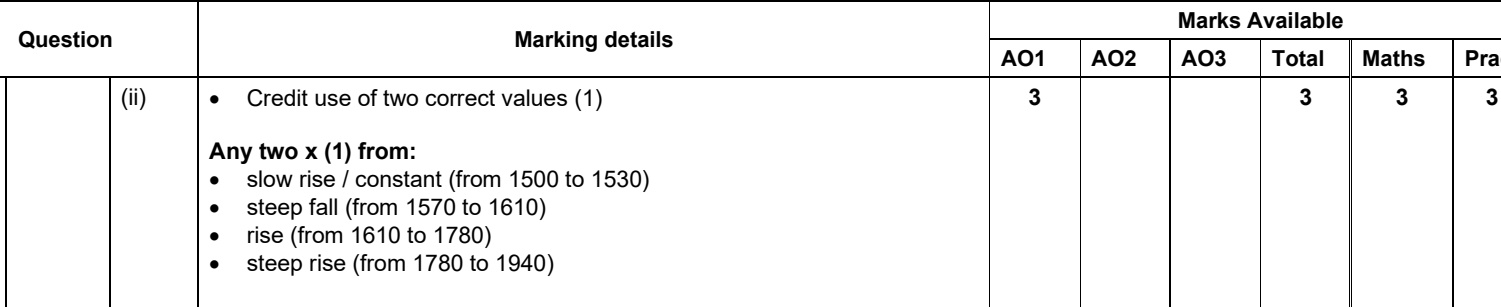 Question
Marking details
Marks Available
AO1 AO2 AO3 Total Maths
(ii)
• Credit use of two correct values (1)
3 3 3 3
Any two x (1) from:
• slow rise / constant (from 1500 to 1530)
• steep fall (from 1570 to 1610)
• rise (from 1610 to 1780)
• steep rise (from 1780 to 1940)